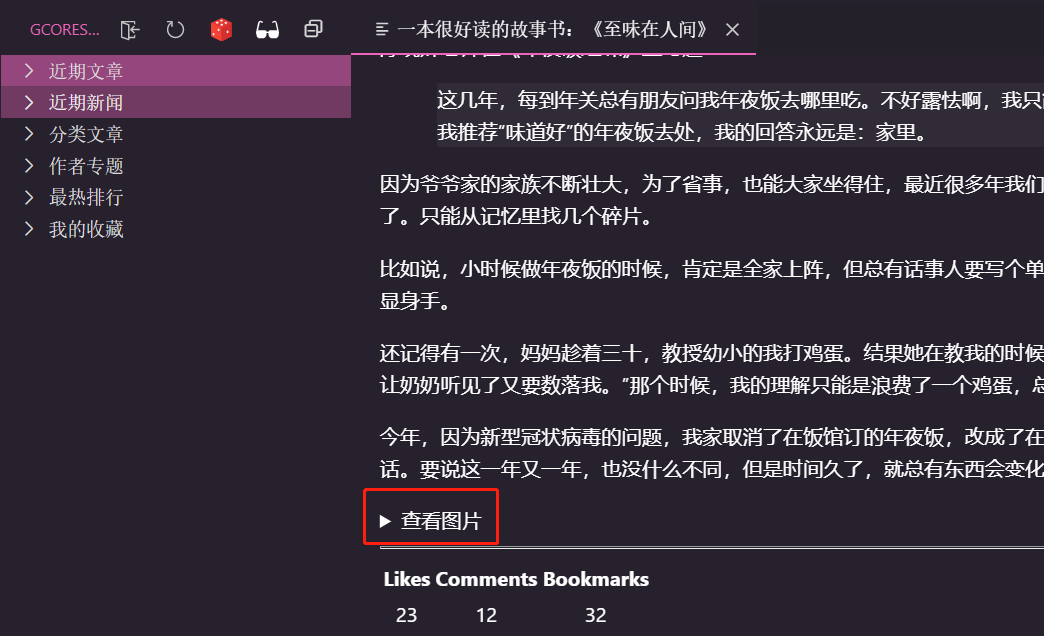 GCORES...
一本很好读的故事书：《至味在人间》
近期文章
近期新闻
分类文章
作者专题
最热排行
我的收藏
这几年，每到年关总有朋友问我年夜饭去哪里吃。不好露怯啊，我只
我推荐"味道好"的年夜饭去处，我的回答永远是：家里。
因为爷爷家的家族不断壮大，为了省事，也能大家坐得住，最近很多年我们
了。只能从记忆里找几个碎片。
比如说，小时候做年夜饭的时候，肯定是全家上阵，但总有话事人要写个单
显身手。
还记得有一次，妈妈趁着三十，教授幼小的我打鸡蛋。结果她在教我的时候
让奶奶听见了又要数落我。"那个时候，我的理解只能是浪费了一个鸡蛋，总
今年，因为新型冠状病毒的问题，我家取消了在饭馆订的年夜饭，改成了在
话。要说这一年又一年，也没什么不同，但是时间久了，就总有东西会变化
查看图片
Likes Comments Bookmarks
23 12 32